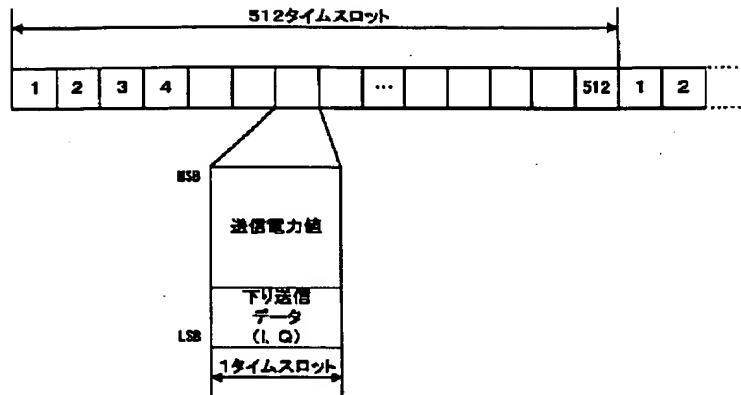 512タイムスロット
1 2 3 4 ... 512 1 2
MSB
送信電力値
下り送信
データ
(I, Q)
LSB
1タイムスロット